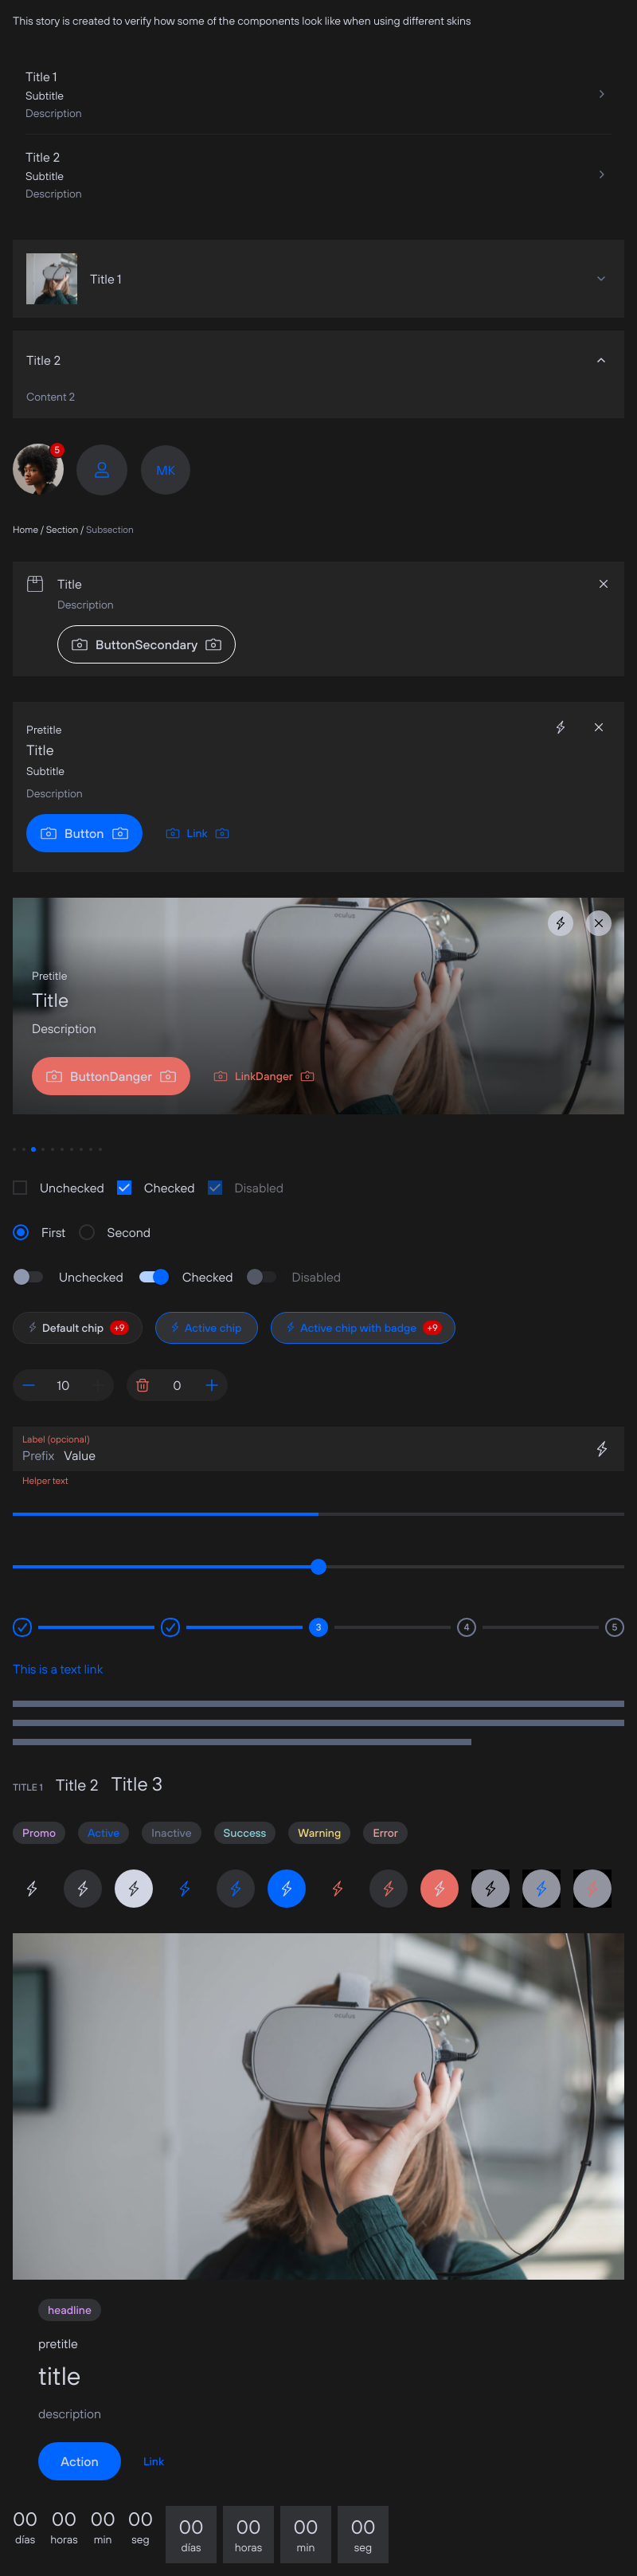 This story is created to verify how some of the components look like when using different skins
Title 1
Subtitle
Description
Title 2
Subtitle
Description
Title 1
Title 2
Content 2
5
MK
Home / Section / Subsection
Title
Description
ButtonSecondary
Pretitle
Title
Subtitle
Description
Button Link
oculus
Pretitle
Title
Description
ButtonDanger LinkDanger
Unchecked Checked Disabled
First Second
Unchecked Checked Disabled
Default chip +9 Active chip Active chip with badge +9
10 0
Label (opcional)
Prefix Value
Helper text
3 4 5
This is a text link
TITLE 1 Title 2 Title 3
Promo Active Inactive Success Warning Error
oculus
headline
pretitle
title
description
Action Link
00 00 00 00 00 00 00 00
días horas min seg días horas min seg